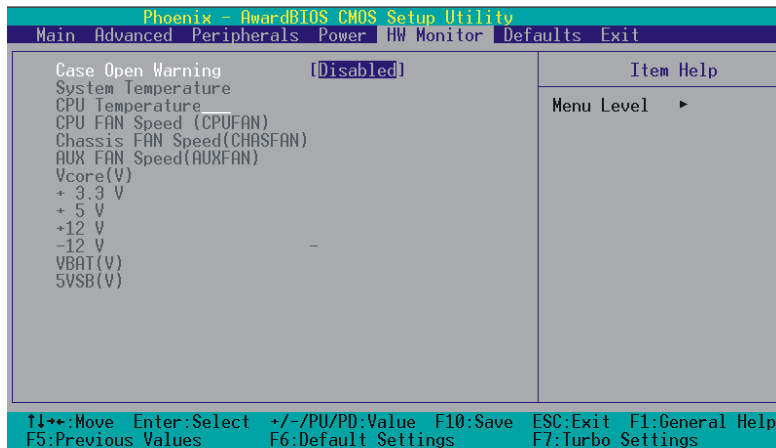 Phoenix – AwardBIOS CMOS Setup Utility
Main Advanced Peripherals Power HW Monitor Defaults Exit
Case Open Warning [Disabled]
System Temperature
CPU Temperature
CPU FAN Speed (CPUFAN)
Chassis FAN Speed(CHASFAN)
AUX FAN Speed(AUXFAN)
Vcore(V)
+ 3.3 V
+ 5 V
+12 V
-12 V -
VBAT(V)
5VSB(V)
Item Help
Menu Level ►
↑↓→←:Move Enter:Select +/-/PU/PD:Value F10:Save ESC:Exit F1:General Help
F5:Previous Values F6:Default Settings F7:Turbo Settings